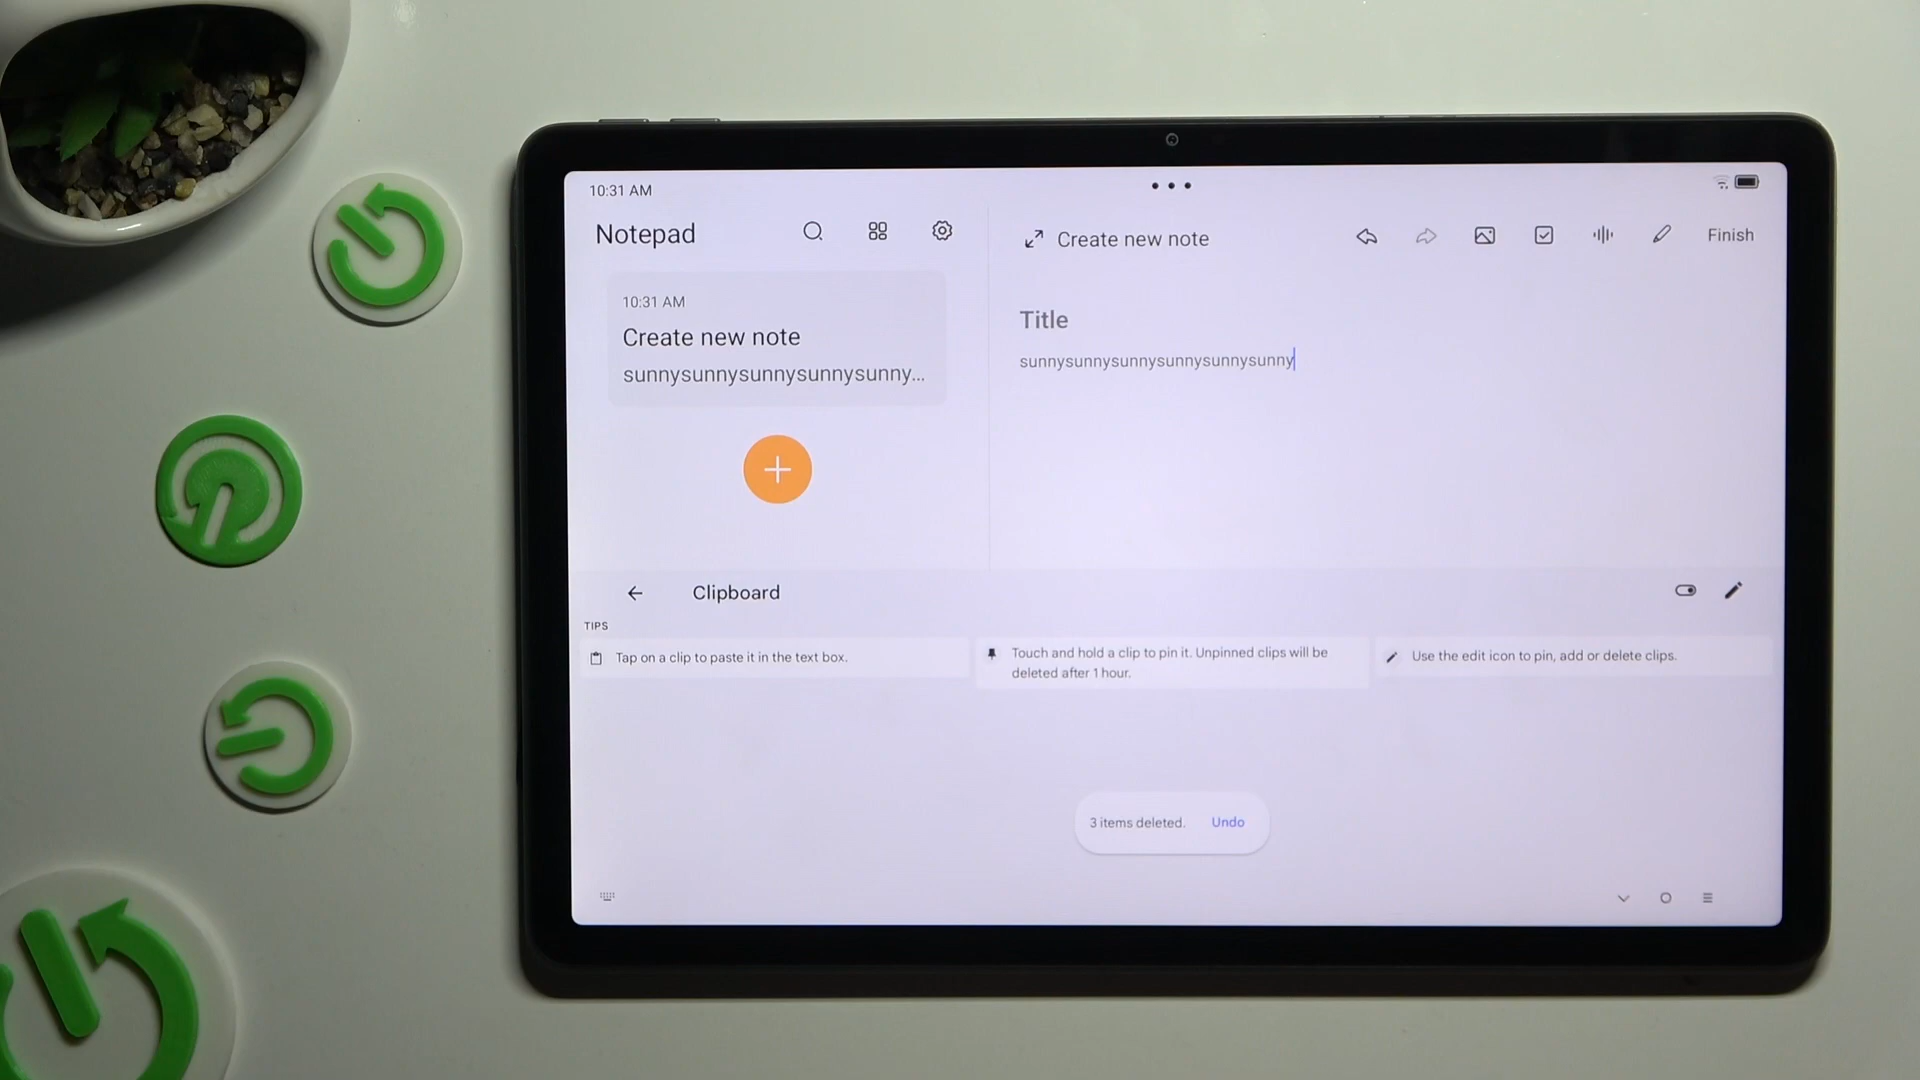 10:31 AM
Notepad
Create new note
Finish
10:31 AM
Create new note
sunnysunnysunnysunnysunny...
Title
sunnysunnysunnysunnysunnysunny
Clipboard
TIPS
Tap on a clip to paste it in the text box.
Touch and hold a clip to pin it. Unpinned clips will be
deleted after 1 hour.
Use the edit icon to pin, add or delete clips.
3 items deleted. Undo